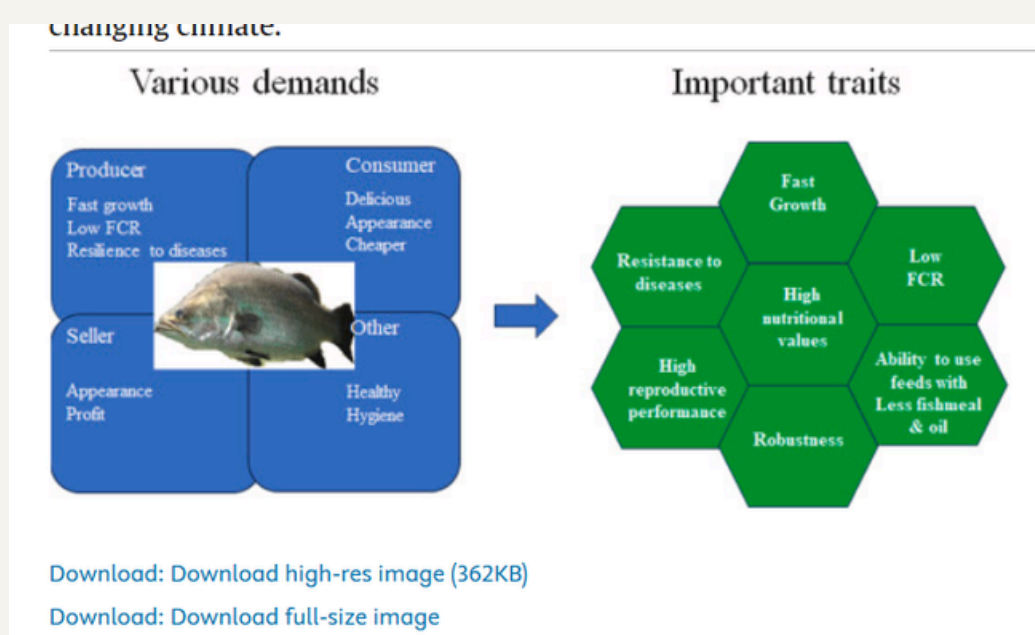 changing climate.
Various demands
Important traits
Producer
Fast growth
Low FCR
Resilience to diseases
Consumer
Delicious
Appearance
Cheaper
Seller
Appearance
Profit
Other
Healthy
Hygiene
Fast
Growth
Resistance to
diseases
Low
FCR
High
nutritional
values
High
reproductive
performance
Ability to use
feeds with
Less fishmeal
& oil
Robustness
Download: Download high-res image (362KB)
Download: Download full-size image